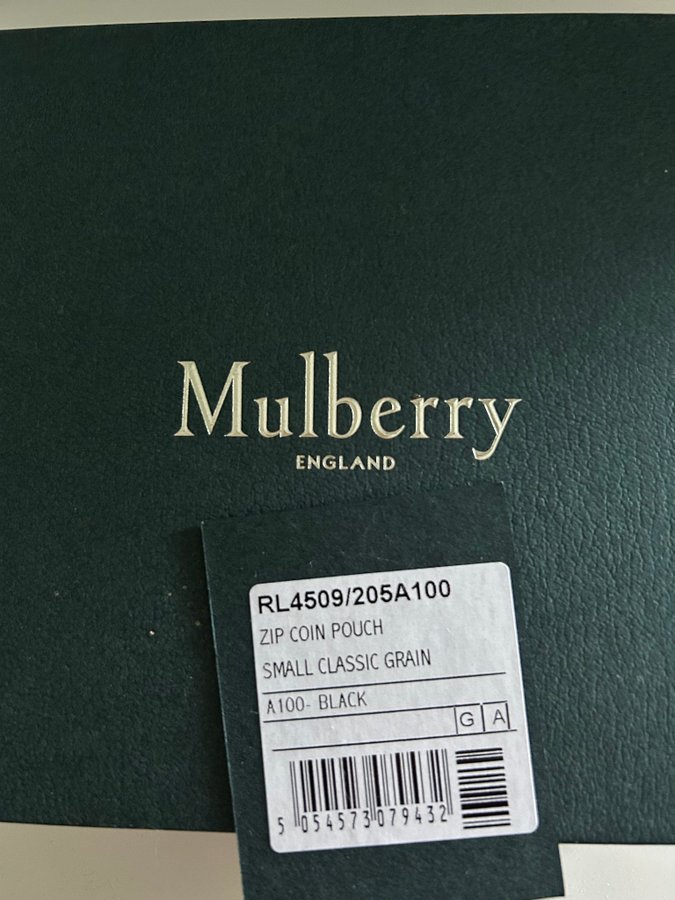 Mulberry
ENGLAND
RL4509/205A100
ZIP COIN POUCH
SMALL CLASSIC GRAIN
A100- BLACK
G A
5 054573 079432